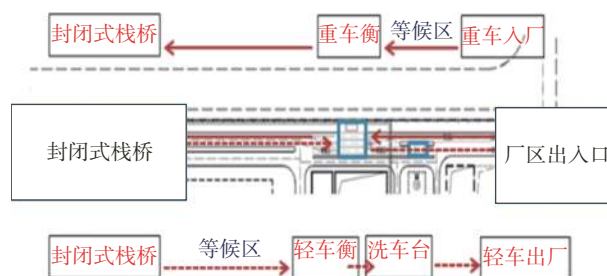 封闭式栈桥 重车衡 等候区 重车入厂
封闭式栈桥 厂区出入口
封闭式栈桥 等候区 轻车衡 洗车台 轻车出厂